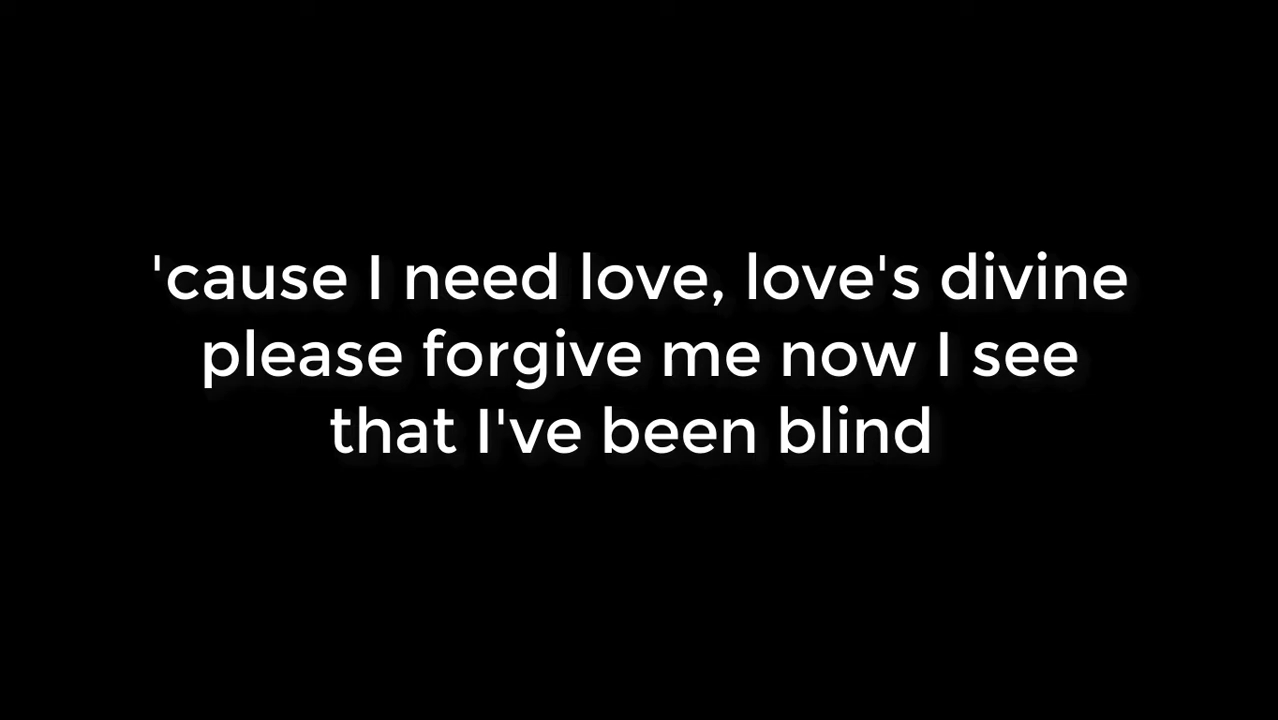 'cause I need love, love's divine
please forgive me now I see
that I've been blind